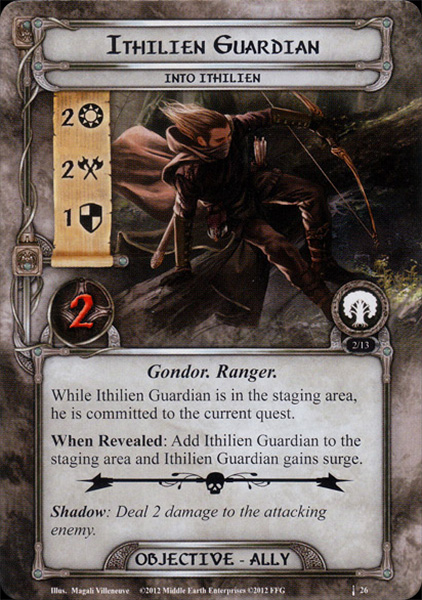 Ithilien Guardian
Into Ithilien
2
2
1
2
2/13
Gondor. Ranger.
While Ithilien Guardian is in the staging area,
he is committed to the current quest.
When Revealed: Add Ithilien Guardian to the
staging area and Ithilien Guardian gains surge.
Shadow: Deal 2 damage to the attacking
enemy.
Objective - Ally
Illus. Magali Villeneuve ©2012 Middle Earth Enterprises ©2012 FFG 26